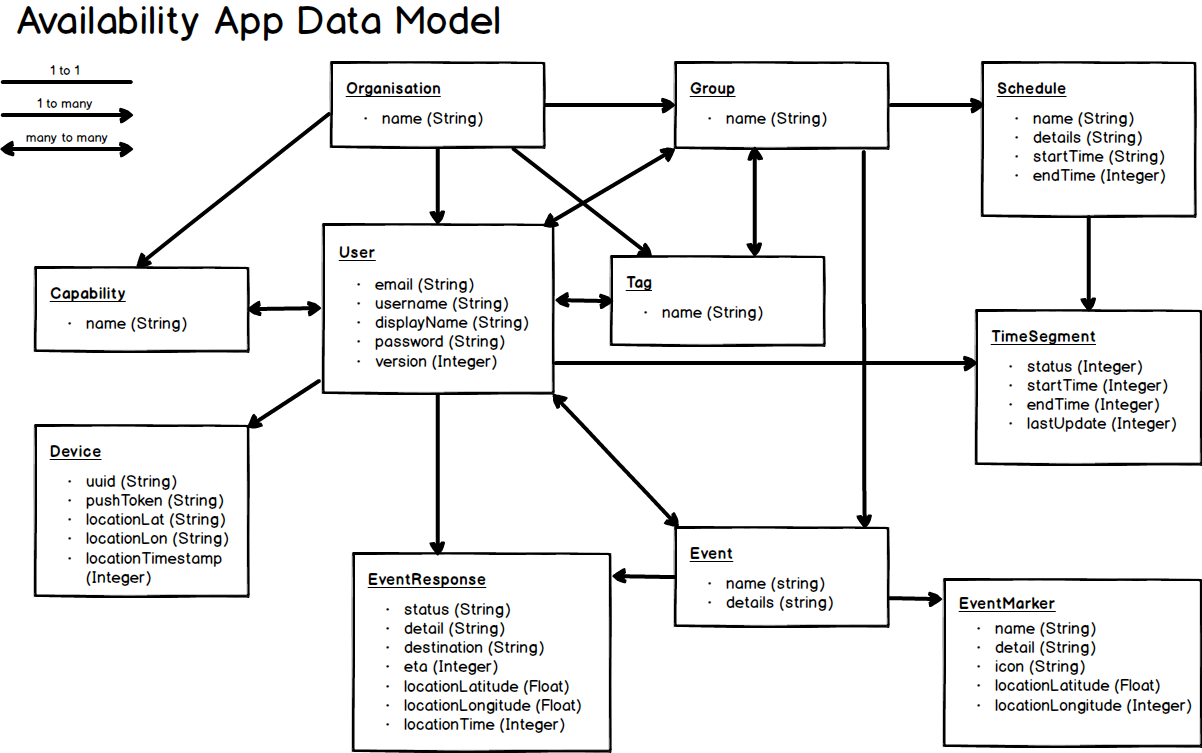 Availability App Data Model
1 to 1
1 to many
many to many
Organisation
· name (String)
Group
· name (String)
Schedule
· name (String)
· details (String)
· startTime (String)
· endTime (Integer)
Capability
· name (String)
User
· email (String)
· username (String)
· displayName (String)
· password (String)
· version (Integer)
Tag
· name (String)
TimeSegment
· status (Integer)
· startTime (Integer)
· endTime (Integer)
· lastUpdate (Integer)
Device
· uuid (String)
· pushToken (String)
· locationLat (String)
· locationLon (String)
· locationTimestamp
(Integer)
EventResponse
· status (String)
· detail (String)
· destination (String)
· eta (Integer)
· locationLatitude (Float)
· locationLongitude (Float)
· locationTime (Integer)
Event
· name (string)
· details (string)
EventMarker
· name (String)
· detail (String)
· icon (String)
· locationLatitude (Float)
· locationLongitude (Integer)